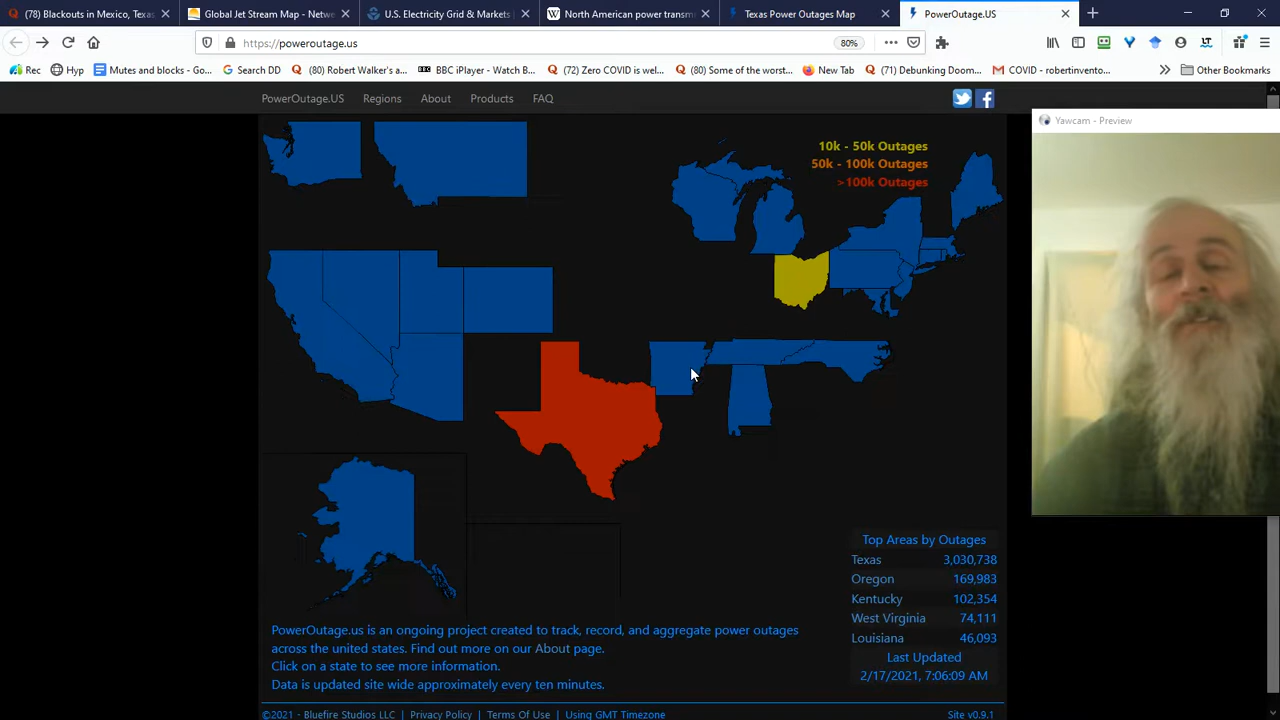 (78) Blackouts in Mexico, Texas
Global Jet Stream Map - Netwe
U.S. Electricity Grid & Markets |
North American power transm
Texas Power Outages Map
PowerOutage.US
https://poweroutage.us
80%
Rec
Hyp
Mutes and blocks - Go...
Search DD
(80) Robert Walker's a...
BBC iPlayer - Watch B...
(72) Zero COVID is wel...
(80) Some of the worst...
New Tab
(71) Debunking Doom...
COVID - robertinvento...
Other Bookmarks
PowerOutage.US
Regions
About
Products
FAQ
Yawcam - Preview
10k - 50k Outages
50k - 100k Outages
>100k Outages
Top Areas by Outages
Texas 3,030,738
Oregon 169,983
Kentucky 102,354
West Virginia 74,111
Louisiana 46,093
Last Updated
2/17/2021, 7:06:09 AM
PowerOutage.us is an ongoing project created to track, record, and aggregate power outages
across the united states. Find out more on our About page.
Click on a state to see more information.
Data is updated site wide approximately every ten minutes.
©2021 - Bluefire Studios LLC | Privacy Policy | Terms Of Use | Using GMT Timezone
Site v0.9.1